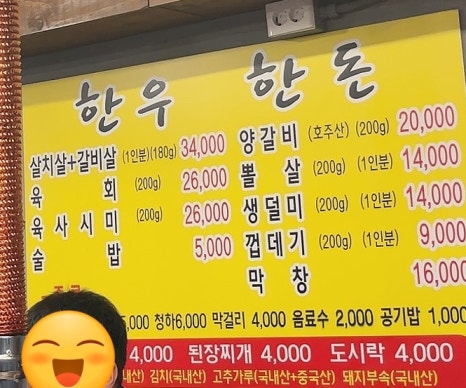 한우 한돈
살치살+갈비살 (1인분)(180g) 34,000
육회 (200g) 26,000
육사시미 (200g) 26,000
술밥 5,000
양갈비 (호주산) (200g) 20,000
뽈살 (200g) (1인분) 14,000
생덜미 (200g) (1인분) 14,000
껍데기 (200g) (1인분) 9,000
막창 16,000
청하6,000 막걸리 4,000 음료수 2,000 공기밥 1,000
4,000 된장찌개 4,000 도시락 4,000
김치(국내산) 고추가루(국내산+중국산) 돼지부속(국내산)